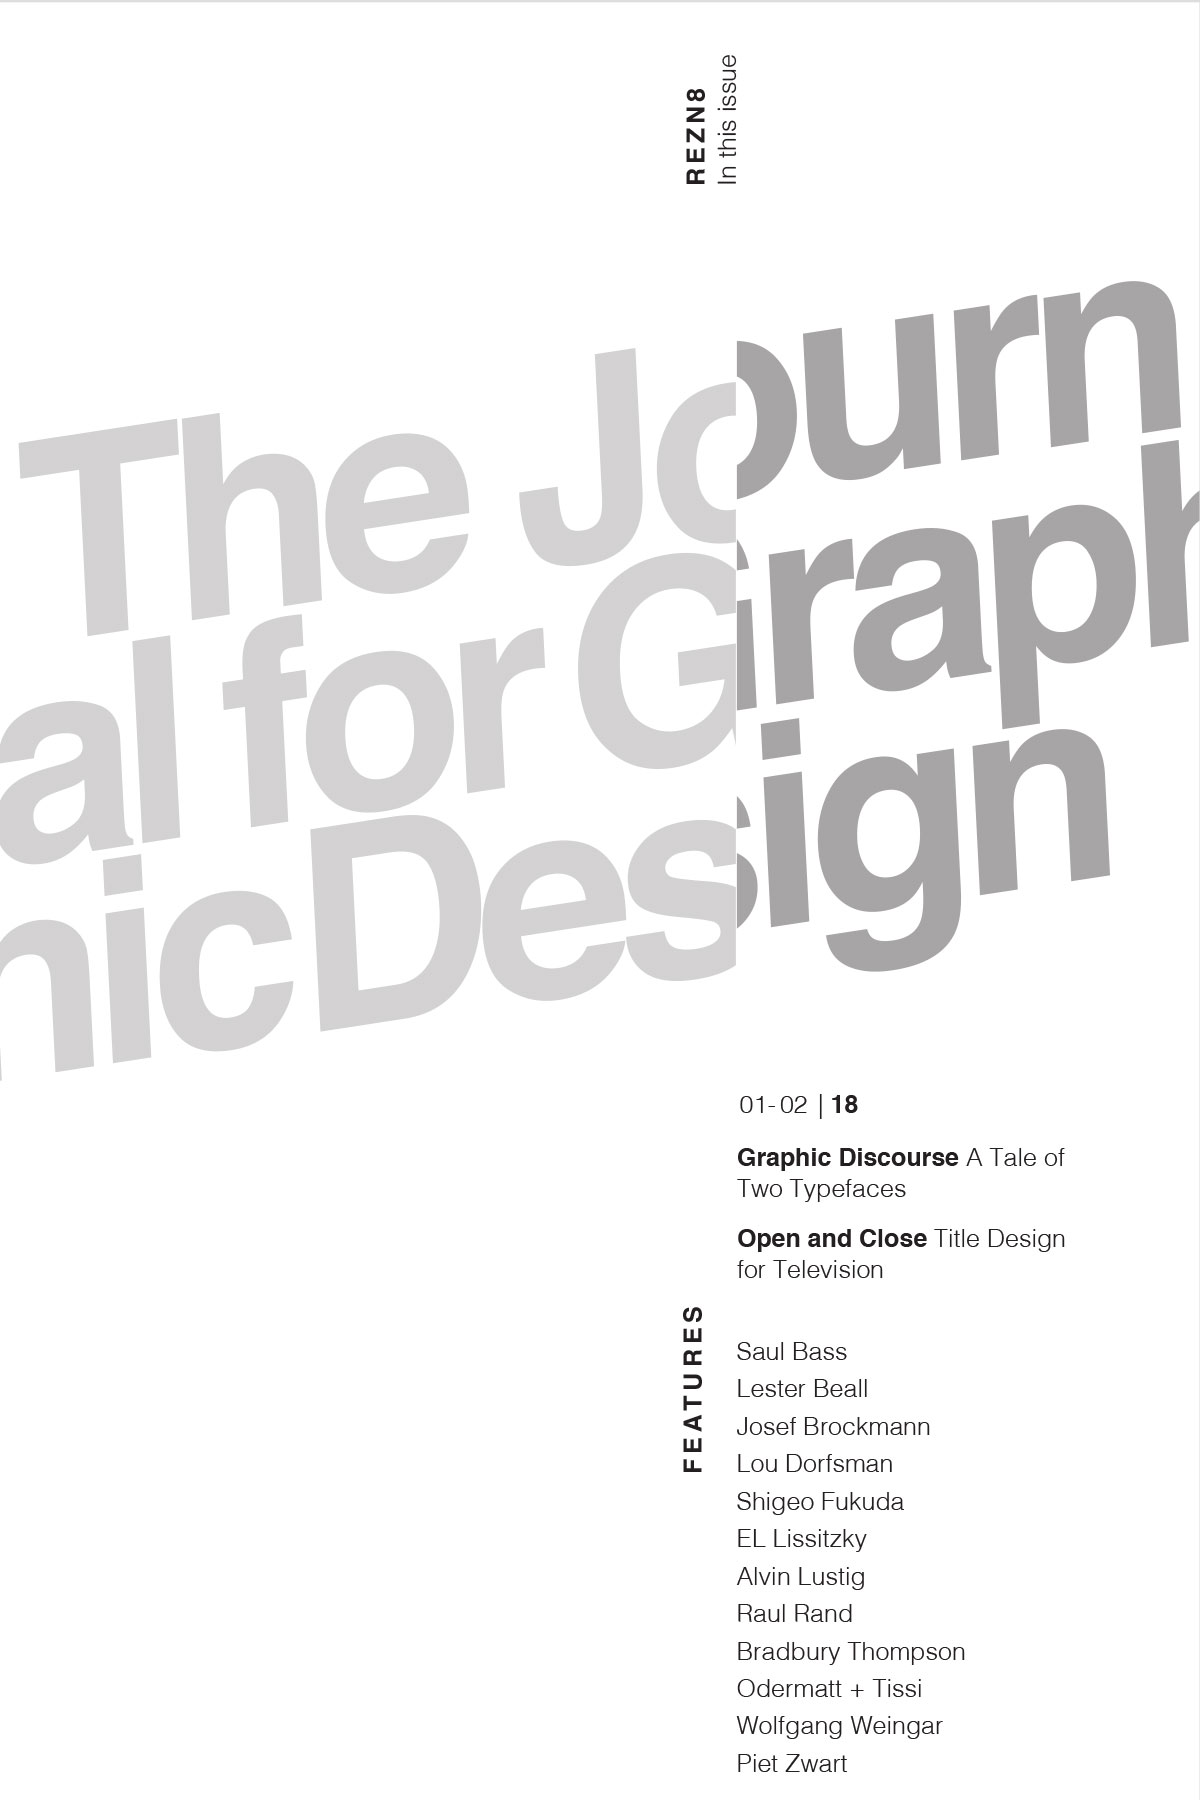 REZN8
In this issue
The Journ
al for Graph
hic Design
01-02 | 18
Graphic Discourse A Tale of
Two Typefaces
Open and Close Title Design
for Television
FEATURES
Saul Bass
Lester Beall
Josef Brockmann
Lou Dorfsman
Shigeo Fukuda
EL Lissitzky
Alvin Lustig
Raul Rand
Bradbury Thompson
Odermatt + Tissi
Wolfgang Weingar
Piet Zwart